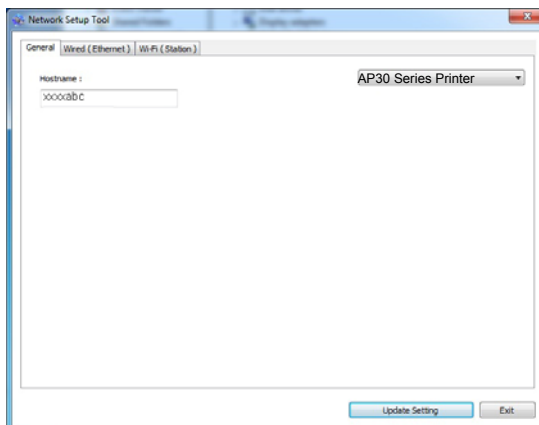 Network Setup Tool
General Wired ( Ethernet ) Wi-Fi ( Station )
Hostname :
AP30 Series Printer
xxxxabc
Update Setting Exit